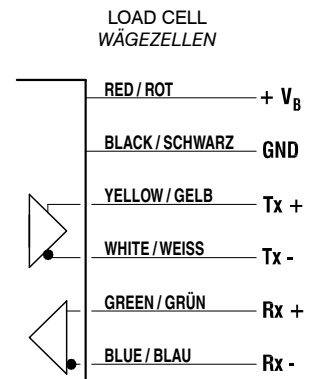 LOAD CELL
WÄGEZELLEN
RED / ROT + V_B
BLACK / SCHWARZ GND
YELLOW / GELB Tx +
WHITE / WEISS Tx -
GREEN / GRÜN Rx +
BLUE / BLAU Rx -